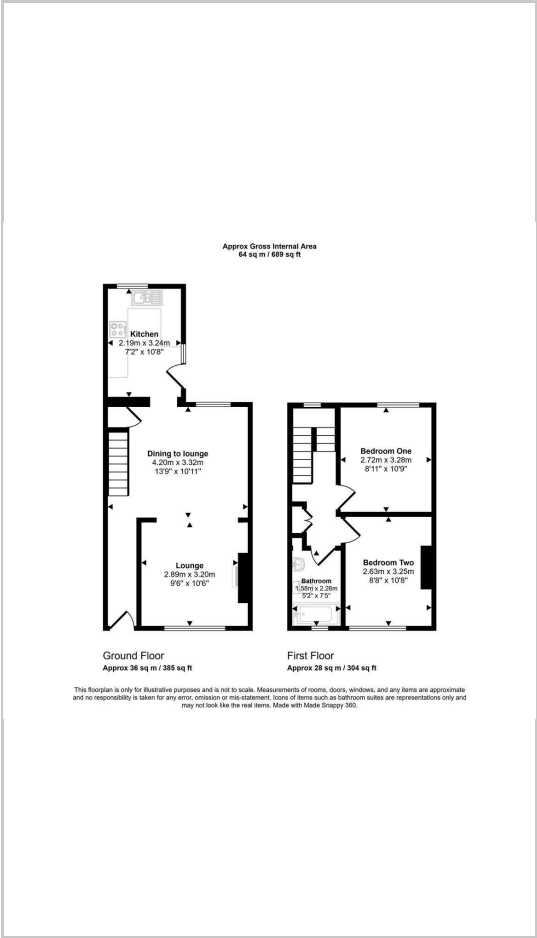 Approx Gross Internal Area
64 sq m / 689 sq ft
Kitchen
2.19m x 3.24m
7'2" x 10'8"
Dining to lounge
4.20m x 3.32m
13'9" x 10'11"
Lounge
2.89m x 3.20m
9'6" x 10'6"
Bedroom One
2.72m x 3.28m
8'11" x 10'9"
Bedroom Two
2.63m x 3.25m
8'8" x 10'8"
Bathroom
1.58m x 2.26m
5'2" x 7'5"
Ground Floor
Approx 36 sq m / 385 sq ft
First Floor
Approx 28 sq m / 304 sq ft
This floorplan is only for illustrative purposes and is not to scale. Measurements of rooms, doors, windows, and any items are approximate
and no responsibility is taken for any error, omission or mis-statement. Icons of items such as bathroom suites are representations only and
may not look like the real items. Made with Made Snappy 360.